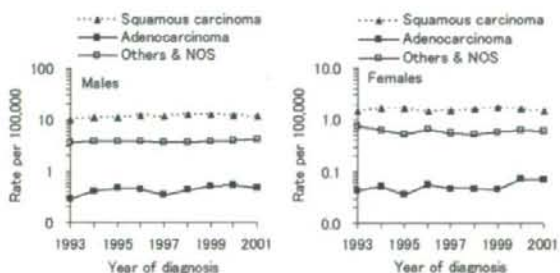 Squamous carcinoma
Adenocarcinoma
Others & NOS
Males
Rate per 100,000
100
10
1
0
1993 1995 1997 1999 2001
Year of diagnosis
Squamous carcinoma
Adenocarcinoma
Others & NOS
Females
Rate per 100,000
10.0
1.0
0.1
0.0
1993 1995 1997 1999 2001
Year of diagnosis